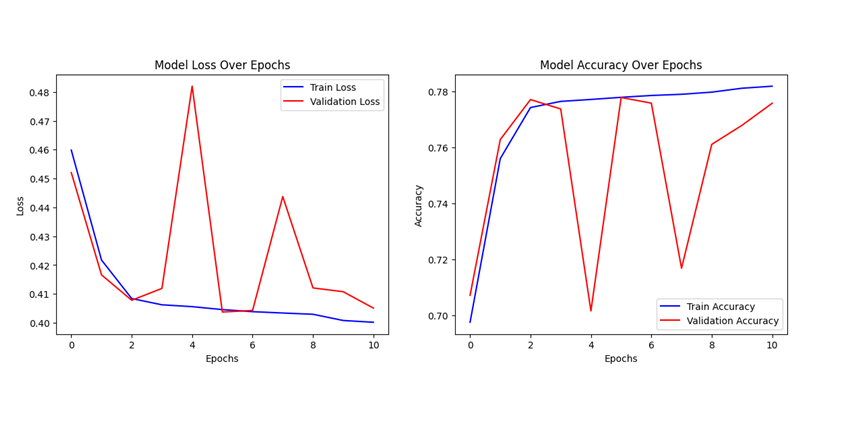 Model Loss Over Epochs
Train Loss
Validation Loss
0.48
0.47
0.46
0.45
0.44
0.43
0.42
0.41
0.40
Loss
0 2 4 6 8 10
Epochs
Model Accuracy Over Epochs
0.78
0.76
0.74
0.72
0.70
Accuracy
Train Accuracy
Validation Accuracy
0 2 4 6 8 10
Epochs